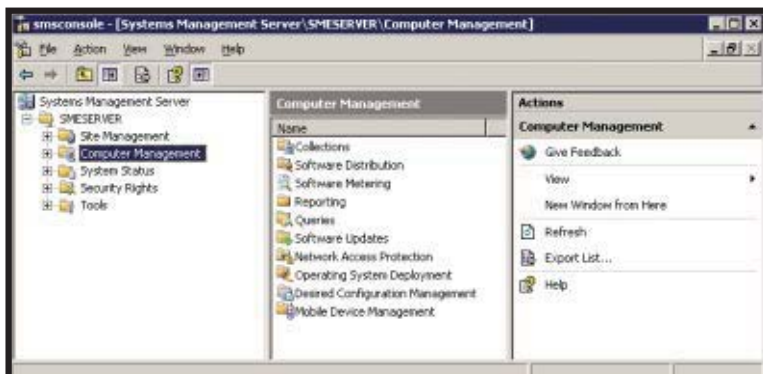 smsconsole - [Systems Management Server\SMESERVER\Computer Management]
File Action View Window Help
Systems Management Server
SMESERVER
Site Management
Computer Management
System Status
Security Rights
Tools
Computer Management
Name
Collections
Software Distribution
Software Metering
Reporting
Queries
Software Updates
Network Access Protection
Operating System Deployment
Desired Configuration Management
Mobile Device Management
Actions
Computer Management
Give Feedback
View
New Window from Here
Refresh
Export List...
Help